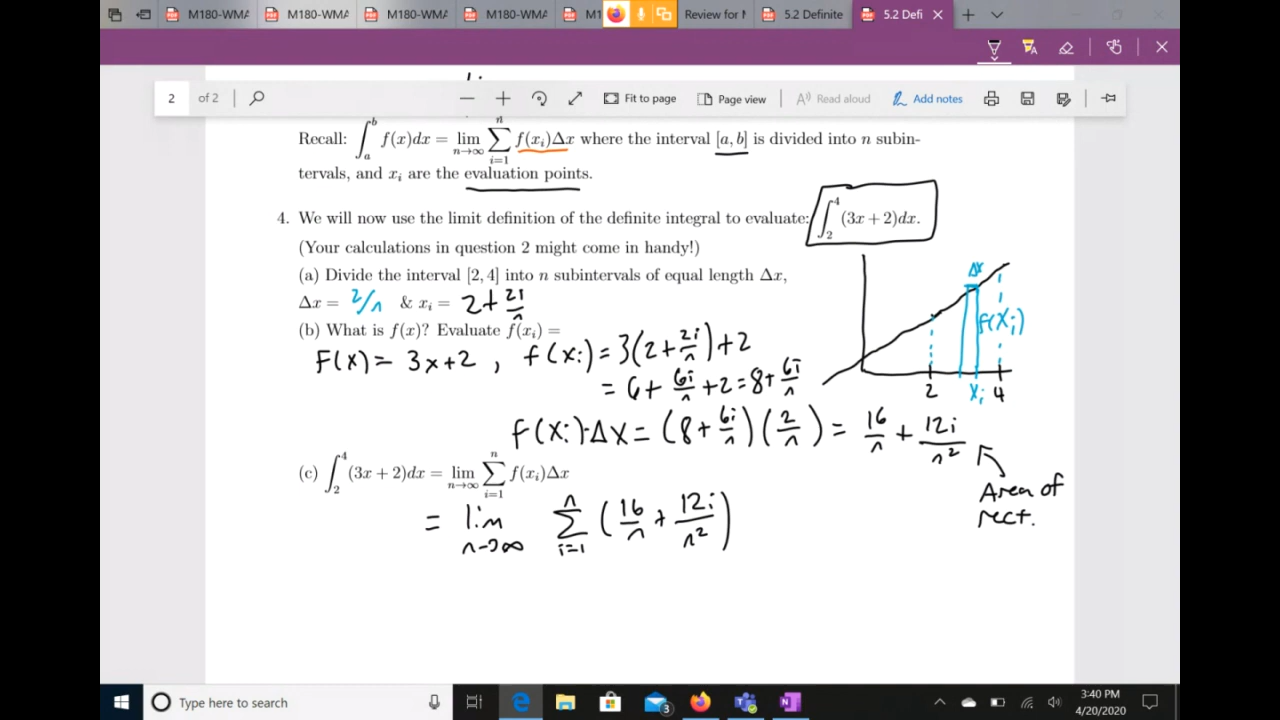 M180-WMA M180-WMA M180-WMA M180-WMA M1 Review for M 5.2 Definite 5.2 Defi
2 of 2 Fit to page Page view Read aloud Add notes
Recall: ∫_a^b f(x)dx = lim_{n→∞} ∑_{i=1}^n f(x_i)Δx where the interval [a, b] is divided into n subin-
tervals, and x_i are the evaluation points.
4. We will now use the limit definition of the definite integral to evaluate: ∫_2^4 (3x + 2)dx.
(Your calculations in question 2 might come in handy!)
(a) Divide the interval [2, 4] into n subintervals of equal length Δx,
Δx = 2/n & x_i = 2 + 2i/n
(b) What is f(x)? Evaluate f(x_i) =
F(x) = 3x + 2 , f(x_i) = 3(2 + 2i/n) + 2
= 6 + 6i/n + 2 = 8 + 6i/n
Δx
f(x_i)
2 x_i 4
f(x_i)·Δx = (8 + 6i/n)(2/n) = 16/n + 12i/n²
Area of
rect.
(c) ∫_2^4 (3x + 2)dx = lim_{n→∞} ∑_{i=1}^n f(x_i)Δx
= lim_{n→∞} ∑_{i=1}^n (16/n + 12i/n²)
Type here to search
3
3:40 PM
4/20/2020